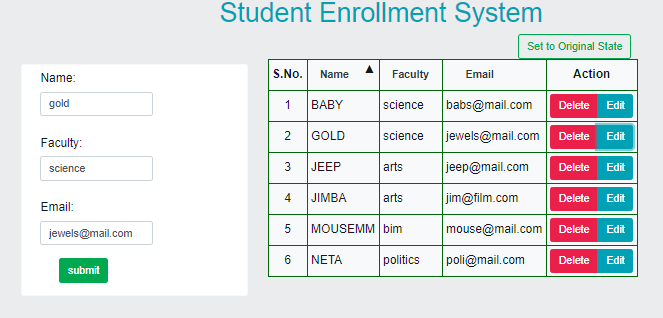 Student Enrollment System
Set to Original State
Name:
gold
Faculty:
science
Email:
jewels@mail.com
submit
S.No. Name ▲ Faculty Email Action
1 BABY science babs@mail.com Delete Edit
2 GOLD science jewels@mail.com Delete Edit
3 JEEP arts jeep@mail.com Delete Edit
4 JIMBA arts jim@film.com Delete Edit
5 MOUSEMM bim mouse@mail.com Delete Edit
6 NETA politics poli@mail.com Delete Edit